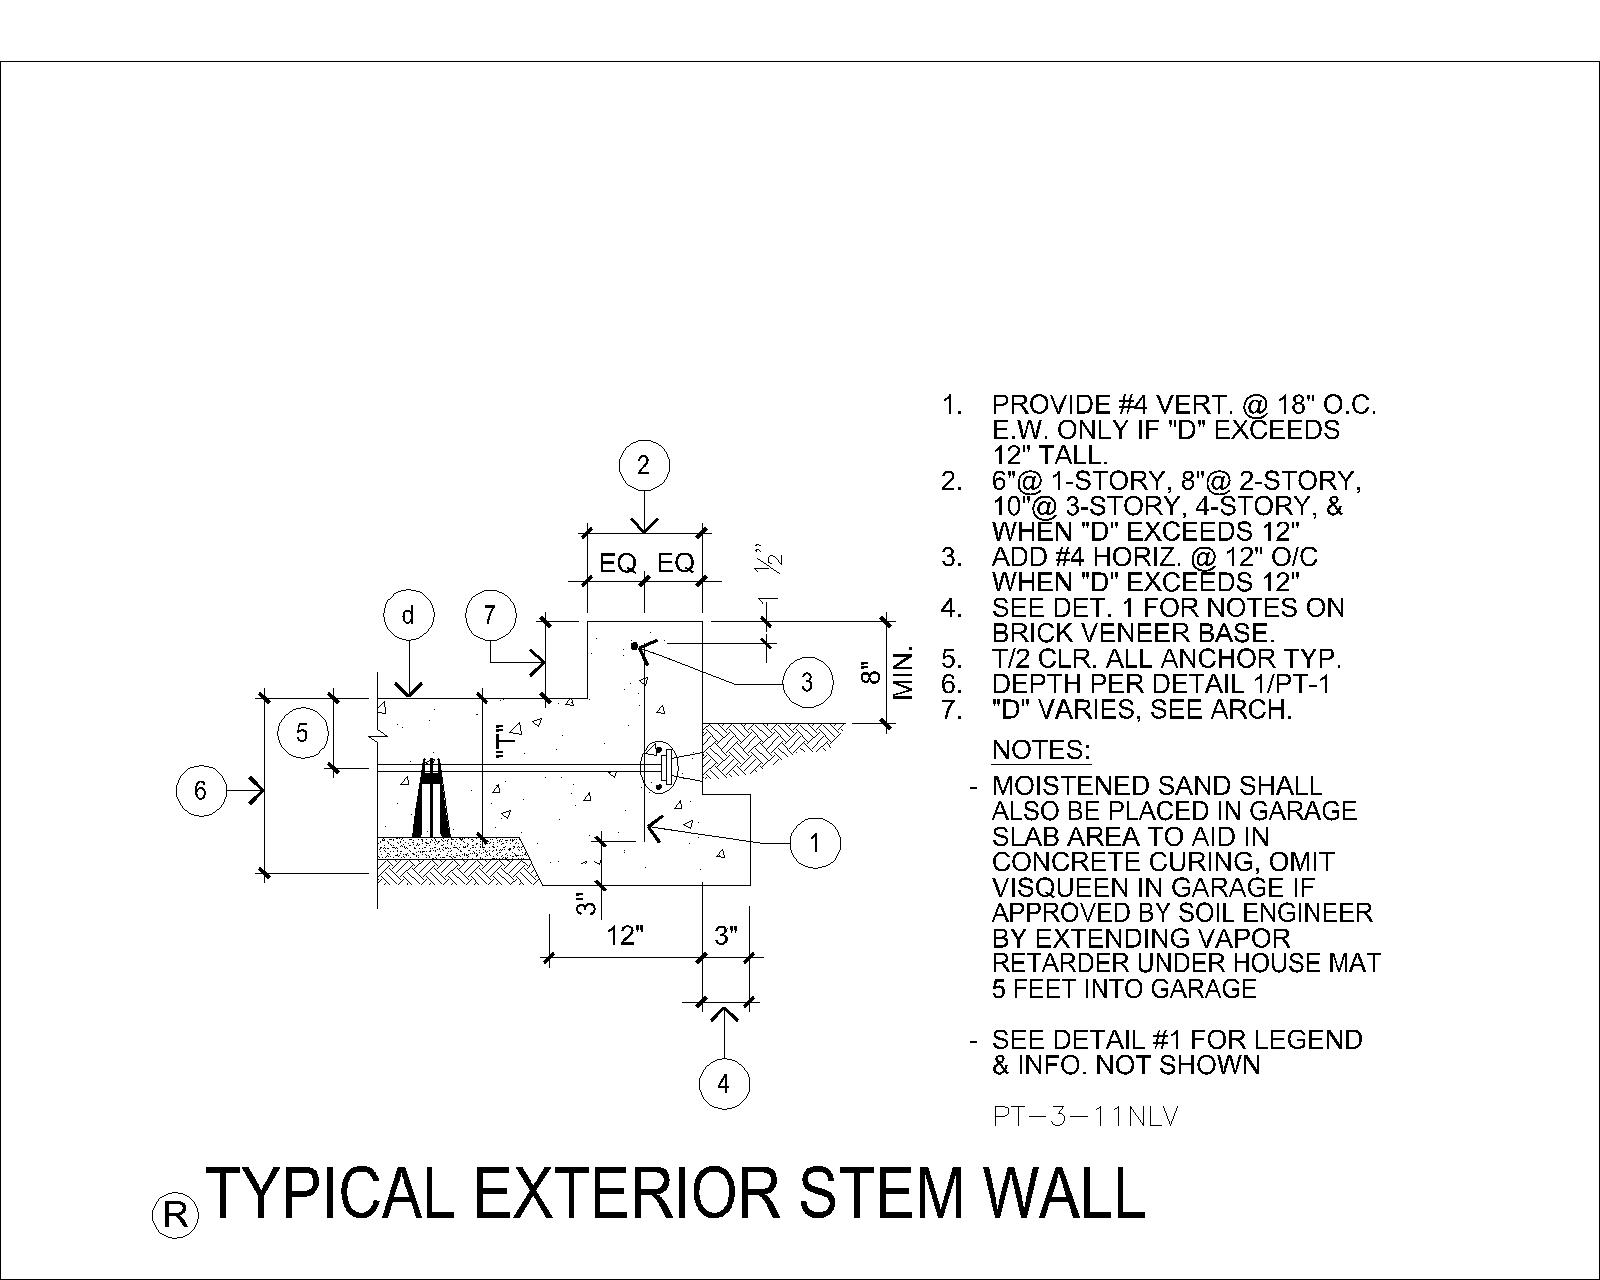 1. PROVIDE #4 VERT. @ 18" O.C.
E.W. ONLY IF "D" EXCEEDS
12" TALL.
2. 6"@ 1-STORY, 8"@ 2-STORY,
10"@ 3-STORY, 4-STORY, &
WHEN "D" EXCEEDS 12"
3. ADD #4 HORIZ. @ 12" O/C
WHEN "D" EXCEEDS 12"
4. SEE DET. 1 FOR NOTES ON
BRICK VENEER BASE.
5. T/2 CLR. ALL ANCHOR TYP.
6. DEPTH PER DETAIL 1/PT-1
7. "D" VARIES, SEE ARCH.
NOTES:
- MOISTENED SAND SHALL
ALSO BE PLACED IN GARAGE
SLAB AREA TO AID IN
CONCRETE CURING, OMIT
VISQUEEN IN GARAGE IF
APPROVED BY SOIL ENGINEER
BY EXTENDING VAPOR
RETARDER UNDER HOUSE MAT
5 FEET INTO GARAGE
- SEE DETAIL #1 FOR LEGEND
& INFO. NOT SHOWN
PT-3-11NLV
2
EQ EQ
1 ½"
d
7
3
8"
MIN.
5
"T"
6
1
3"
12"
3"
4
R TYPICAL EXTERIOR STEM WALL